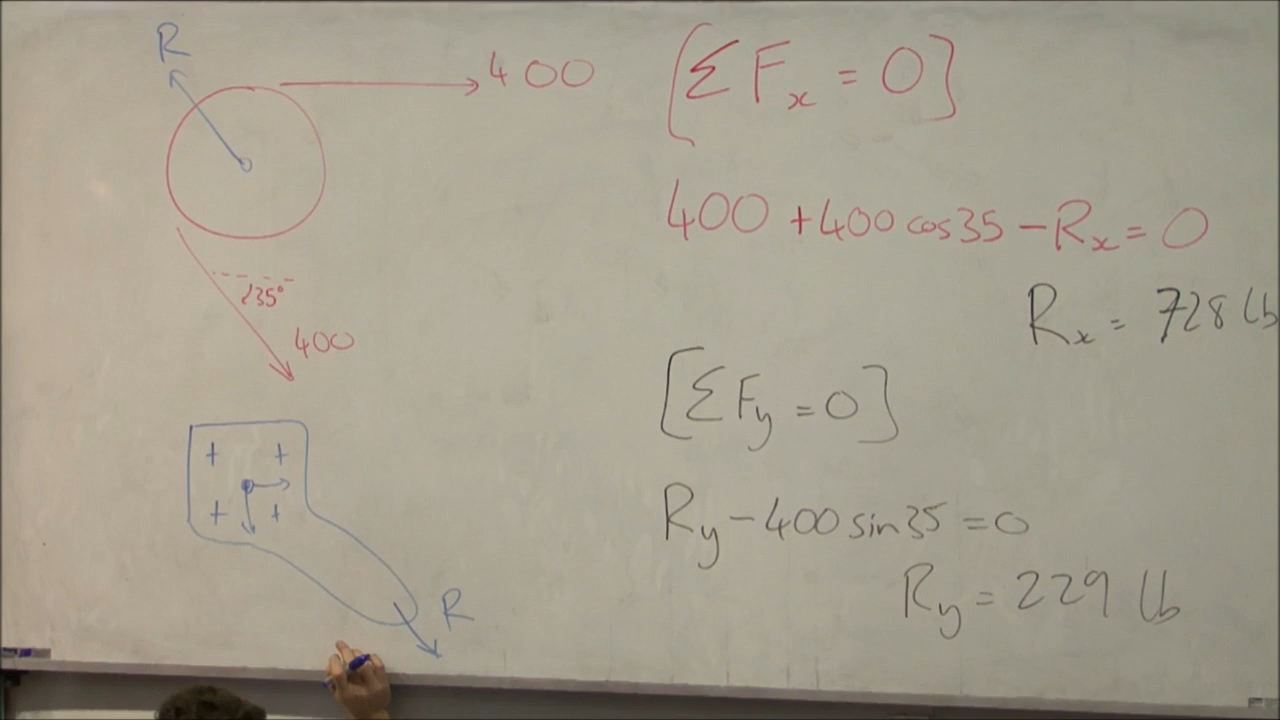 R
400
∠35°
400
+ +
+ +
R
[ΣFx = 0]
400 + 400 cos35 - Rx = 0
Rx = 728 lb
[ΣFy = 0]
Ry - 400 sin35 = 0
Ry = 229 lb